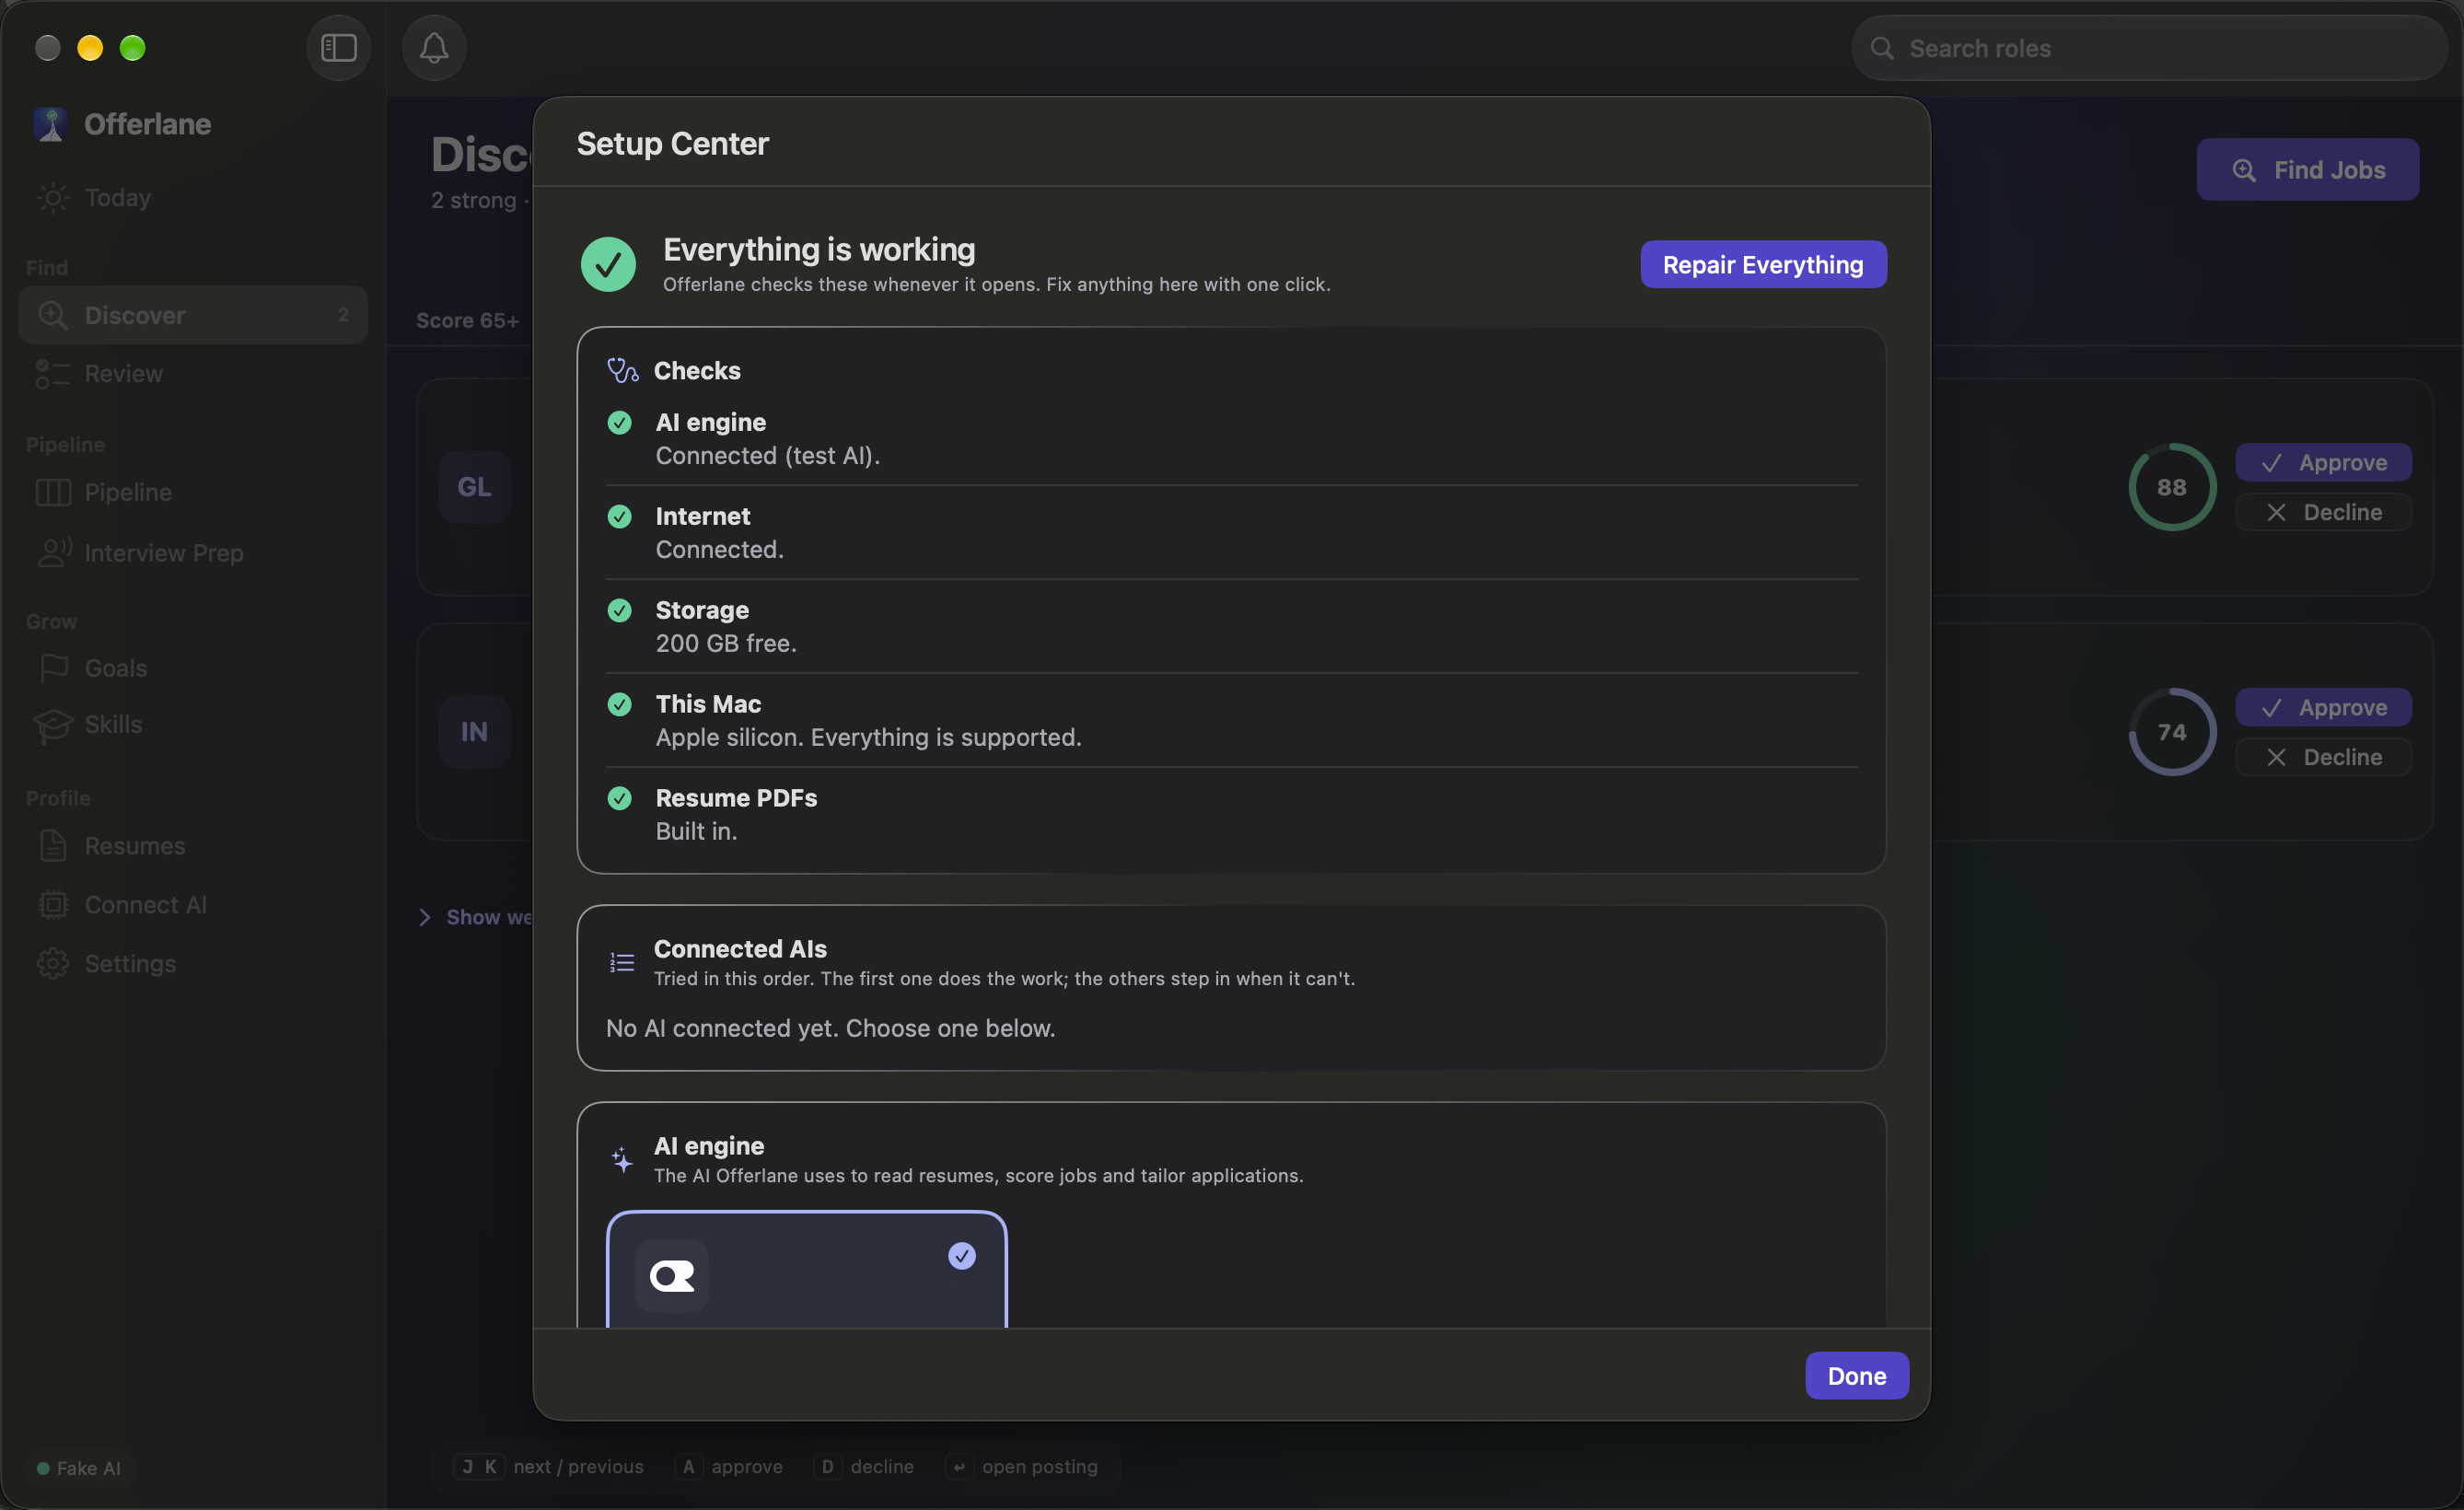 Search roles
Offerlane
Today
Find
Discover 2
Review
Pipeline
Pipeline
Interview Prep
Grow
Goals
Skills
Profile
Resumes
Connect AI
Settings
Fake AI
2 strong ·
Find Jobs
Score 65+
GL
88
Approve
Decline
IN
74
Approve
Decline
Show
Setup Center
Everything is working
Offerlane checks these whenever it opens. Fix anything here with one click.
Repair Everything
Checks
AI engine
Connected (test AI).
Internet
Connected.
Storage
200 GB free.
This Mac
Apple silicon. Everything is supported.
Resume PDFs
Built in.
Connected AIs
Tried in this order. The first one does the work; the others step in when it can't.
No AI connected yet. Choose one below.
AI engine
The AI Offerlane uses to read resumes, score jobs and tailor applications.
Done
J K next / previous A approve D decline ↩ open posting